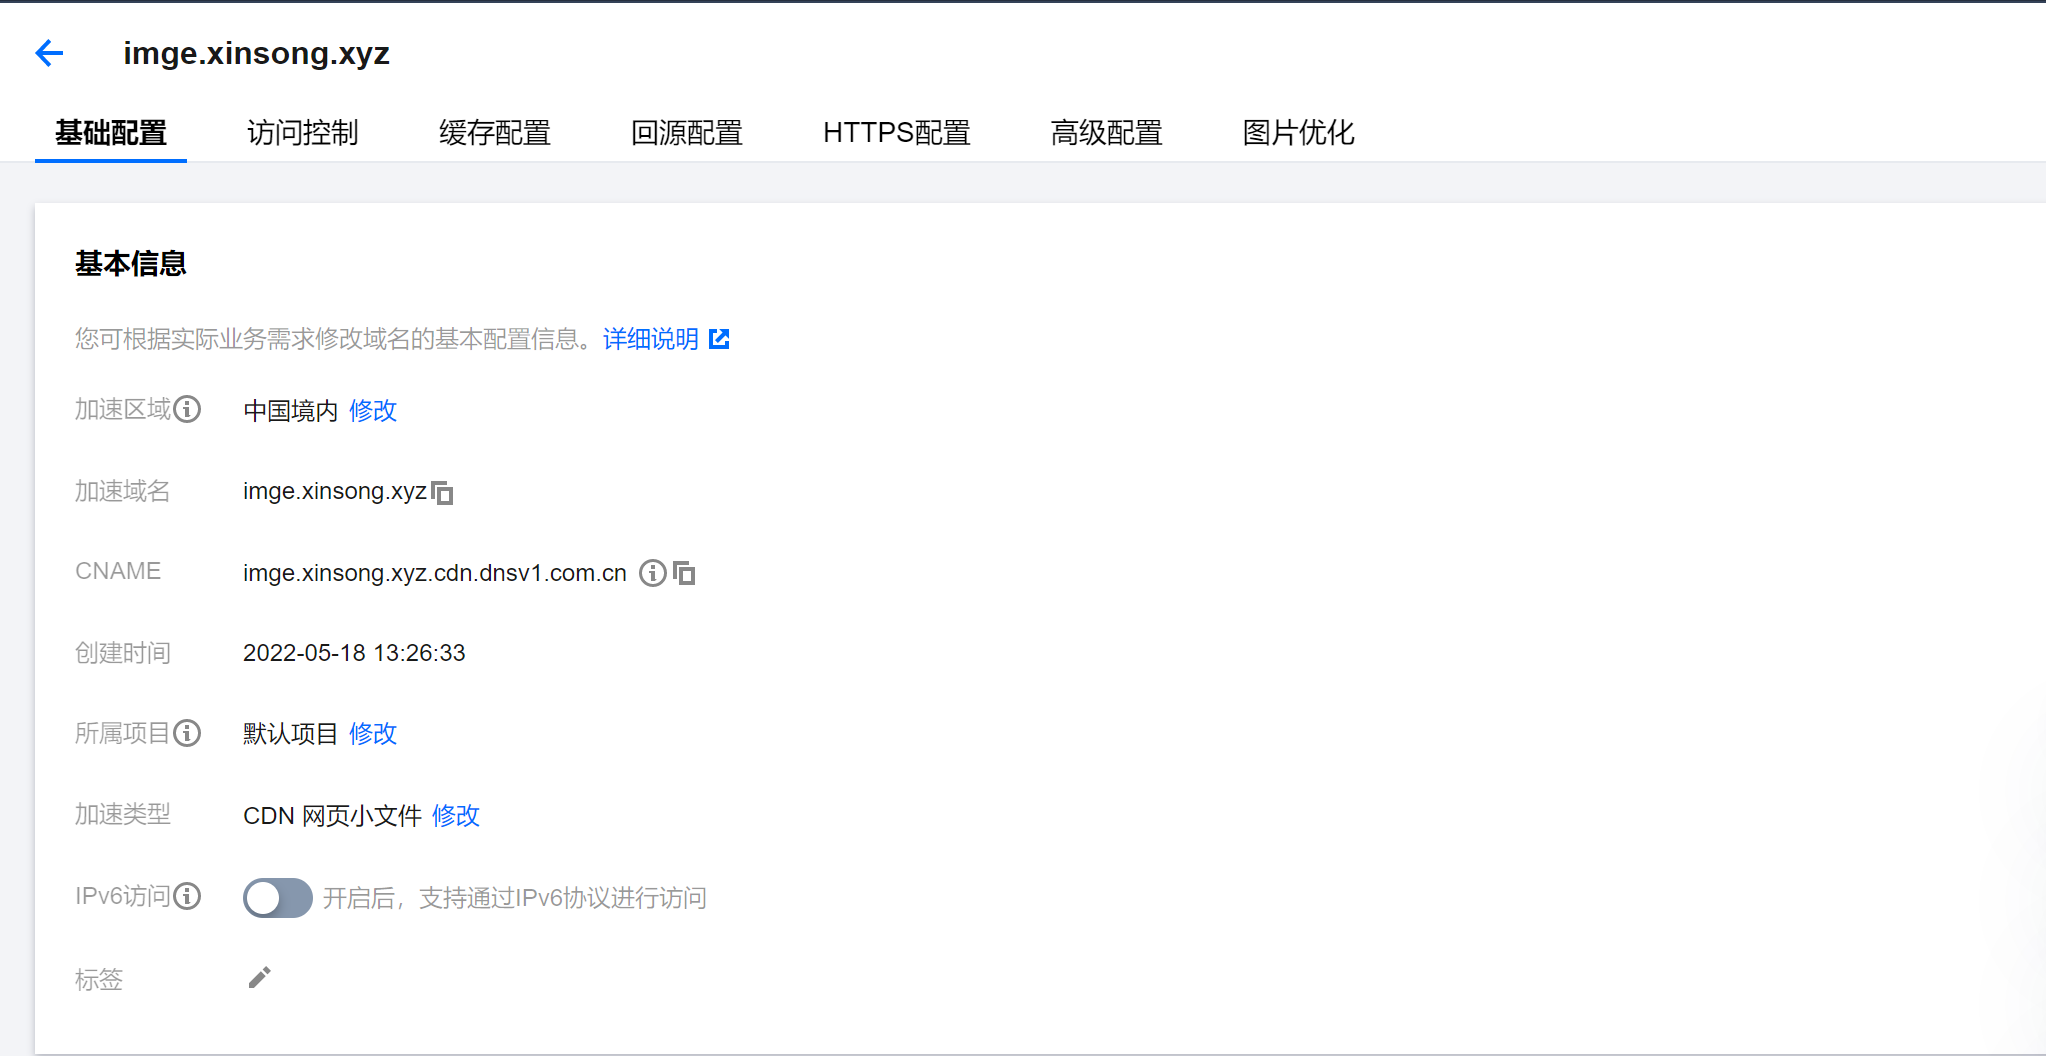 imge.xinsong.xyz
基础配置 访问控制 缓存配置 回源配置 HTTPS配置 高级配置 图片优化
基本信息
您可根据实际业务需求修改域名的基本配置信息。详细说明
加速区域 中国境内 修改
加速域名 imge.xinsong.xyz
CNAME imge.xinsong.xyz.cdn.dnsv1.com.cn
创建时间 2022-05-18 13:26:33
所属项目 默认项目 修改
加速类型 CDN 网页小文件 修改
IPv6访问 开启后，支持通过IPv6协议进行访问
标签